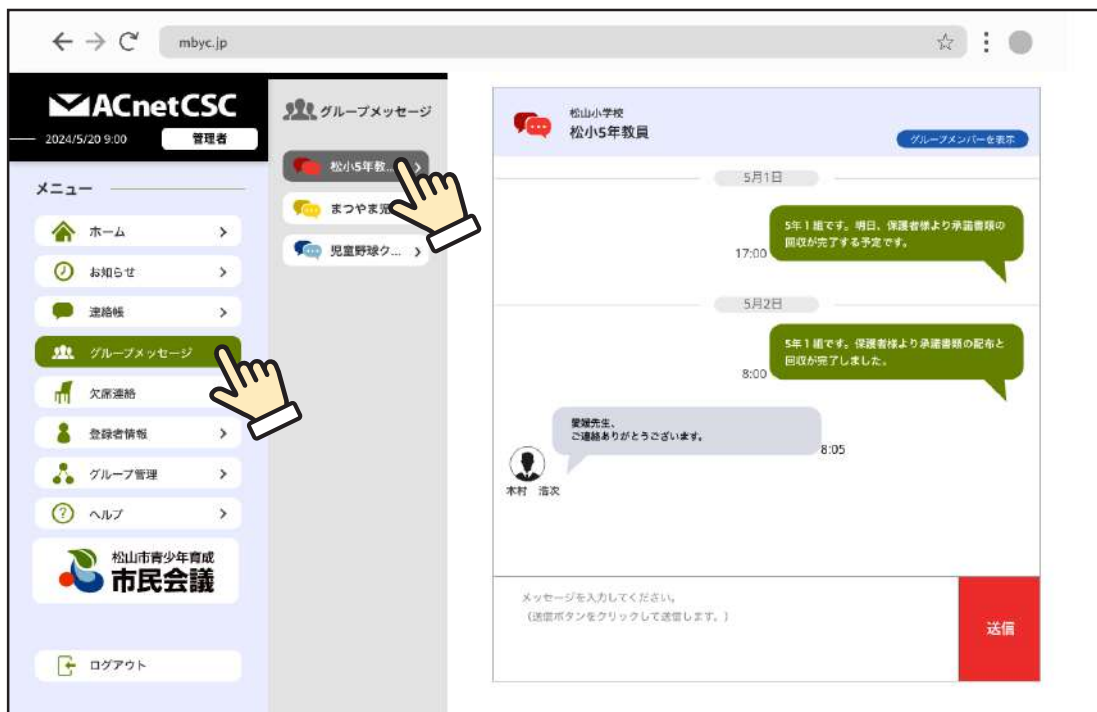 mbyc.jp
ACnetCSC
2024/5/20 9:00
管理者
メニュー
ホーム
お知らせ
連絡帳
グループメッセージ
欠席連絡
登録者情報
グループ管理
ヘルプ
松山市青少年育成
市民会議
ログアウト
グループメッセージ
松小5年教...
まつやま児
児童野球ク...
松山小学校
松小5年教員
グループメンバーを表示
5月1日
5年1組です。明日、保護者様より承諾書類の
回収が完了する予定です。
17:00
5月2日
5年1組です。保護者様より承諾書類の配布と
回収が完了しました。
8:00
愛媛先生、
ご連絡ありがとうございます。
8:05
木村 浩次
メッセージを入力してください。
（送信ボタンをクリックして送信します。）
送信